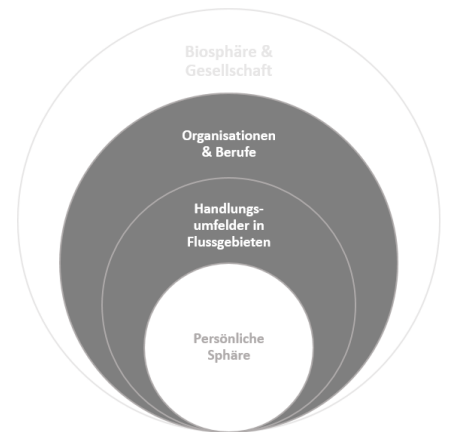 Biosphäre &
Gesellschaft
Organisationen
& Berufe
Handlungs-
umfelder in
Flussgebieten
Persönliche
Sphäre